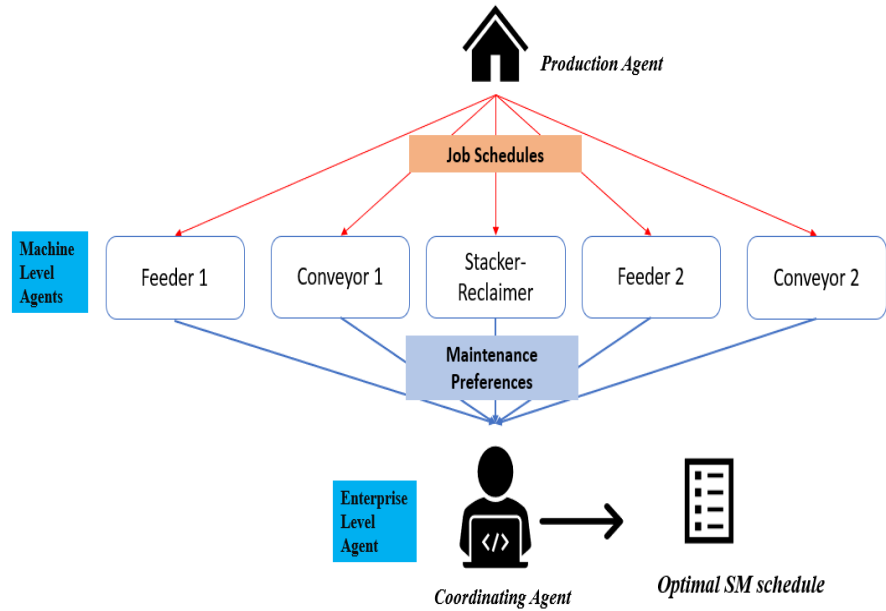 Production Agent
Job Schedules
Machine
Level
Agents
Feeder 1
Conveyor 1
Stacker-
Reclaimer
Feeder 2
Conveyor 2
Maintenance
Preferences
Enterprise
Level
Agent
</>
Coordinating Agent
Optimal SM schedule